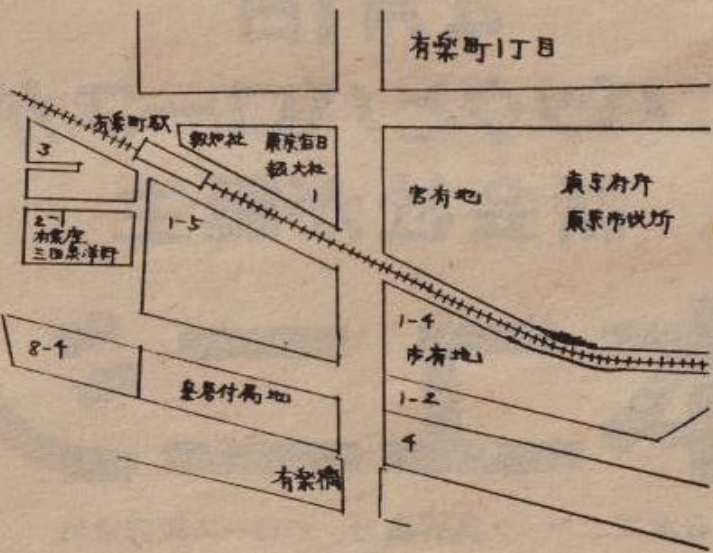 有楽町1丁目
有楽町駅
報知社
東京毎日
報大社
1
3
官有地
東京府庁
東京市役所
2-1
有楽座
三田東洋軒
1-5
1-4
市有地
8-4
1-2
皇居付属地
4
有楽橋